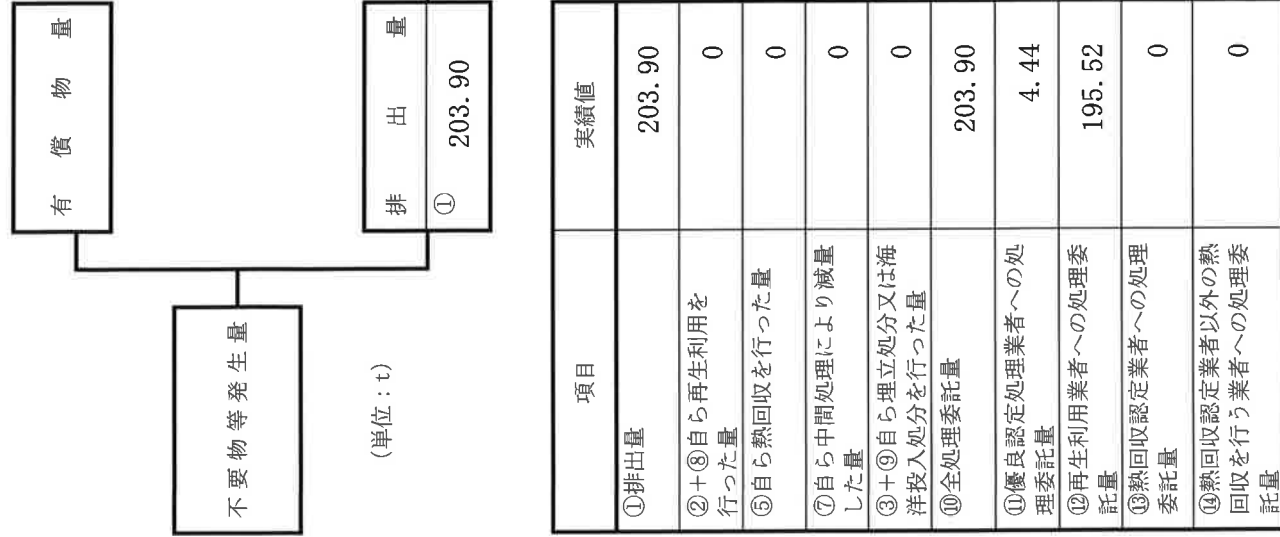 不要物等発生量
有償物量
排出量
① 203.90
(単位：t)
項目 実績値
①排出量 203.90
②＋⑧自ら再生利用を
行った量 0
⑤自ら熱回収を行った量 0
⑦自ら中間処理により減量
した量 0
③＋⑨自ら埋立処分又は海
洋投入処分を行った量 0
⑩全処理委託量 203.90
⑪優良認定処理業者への処
理委託量 4.44
⑫再生利用業者への処理委
託量 195.52
⑬熱回収認定業者への処理
委託量 0
⑭熱回収認定業者以外の熱
回収を行う業者への処理委
託量 0